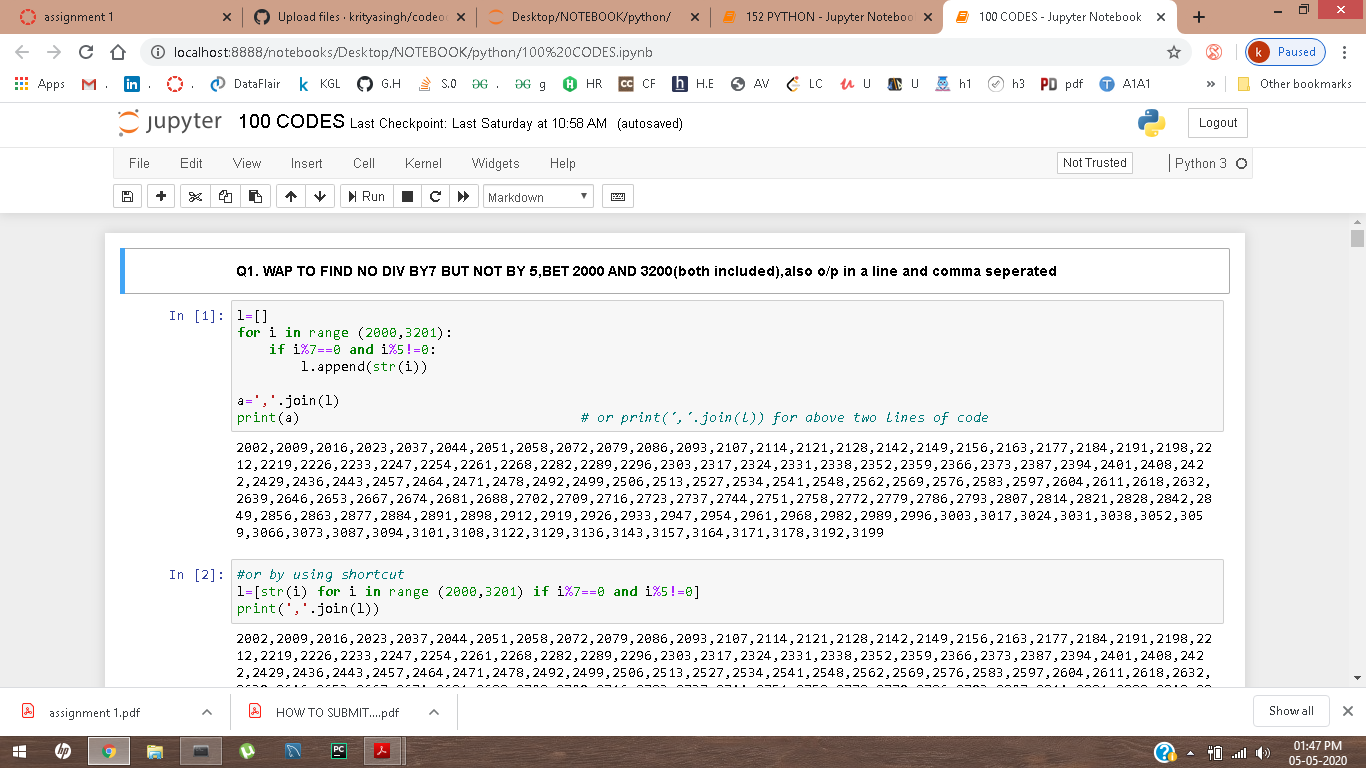 assignment 1
Upload files · krityasingh/codeo
Desktop/NOTEBOOK/python/
152 PYTHON - Jupyter Noteboo
100 CODES - Jupyter Notebook
localhost:8888/notebooks/Desktop/NOTEBOOK/python/100%20CODES.ipynb
k Paused
Apps . . . DataFlair KGL G.H S.O . g HR CF H.E AV LC U U h1 h3 pdf A1A1 » Other bookmarks
jupyter 100 CODES Last Checkpoint: Last Saturday at 10:58 AM (autosaved)
Logout
File Edit View Insert Cell Kernel Widgets Help
Not Trusted
Python 3
Run
Markdown
Q1. WAP TO FIND NO DIV BY7 BUT NOT BY 5,BET 2000 AND 3200(both included),also o/p in a line and comma seperated
In [1]:
l=[]
for i in range (2000,3201):
if i%7==0 and i%5!=0:
l.append(str(i))
a=','.join(l)
print(a) # or print(','.join(l)) for above two lines of code
2002,2009,2016,2023,2037,2044,2051,2058,2072,2079,2086,2093,2107,2114,2121,2128,2142,2149,2156,2163,2177,2184,2191,2198,22
12,2219,2226,2233,2247,2254,2261,2268,2282,2289,2296,2303,2317,2324,2331,2338,2352,2359,2366,2373,2387,2394,2401,2408,242
2,2429,2436,2443,2457,2464,2471,2478,2492,2499,2506,2513,2527,2534,2541,2548,2562,2569,2576,2583,2597,2604,2611,2618,2632,
2639,2646,2653,2667,2674,2681,2688,2702,2709,2716,2723,2737,2744,2751,2758,2772,2779,2786,2793,2807,2814,2821,2828,2842,28
49,2856,2863,2877,2884,2891,2898,2912,2919,2926,2933,2947,2954,2961,2968,2982,2989,2996,3003,3017,3024,3031,3038,3052,305
9,3066,3073,3087,3094,3101,3108,3122,3129,3136,3143,3157,3164,3171,3178,3192,3199
In [2]:
#or by using shortcut
l=[str(i) for i in range (2000,3201) if i%7==0 and i%5!=0]
print(','.join(l))
2002,2009,2016,2023,2037,2044,2051,2058,2072,2079,2086,2093,2107,2114,2121,2128,2142,2149,2156,2163,2177,2184,2191,2198,22
12,2219,2226,2233,2247,2254,2261,2268,2282,2289,2296,2303,2317,2324,2331,2338,2352,2359,2366,2373,2387,2394,2401,2408,242
2,2429,2436,2443,2457,2464,2471,2478,2492,2499,2506,2513,2527,2534,2541,2548,2562,2569,2576,2583,2597,2604,2611,2618,2632,
assignment 1.pdf
HOW TO SUBMIT....pdf
Show all
01:47 PM
05-05-2020